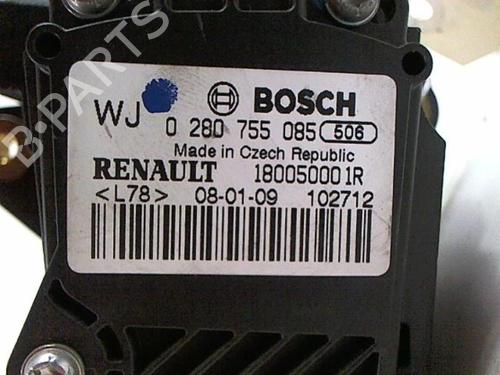 WJ BOSCH
0 280 755 085 506
Made in Czech Republic
RENAULT 180050001R
<L78> 08-01-09 102712
B-PARTS